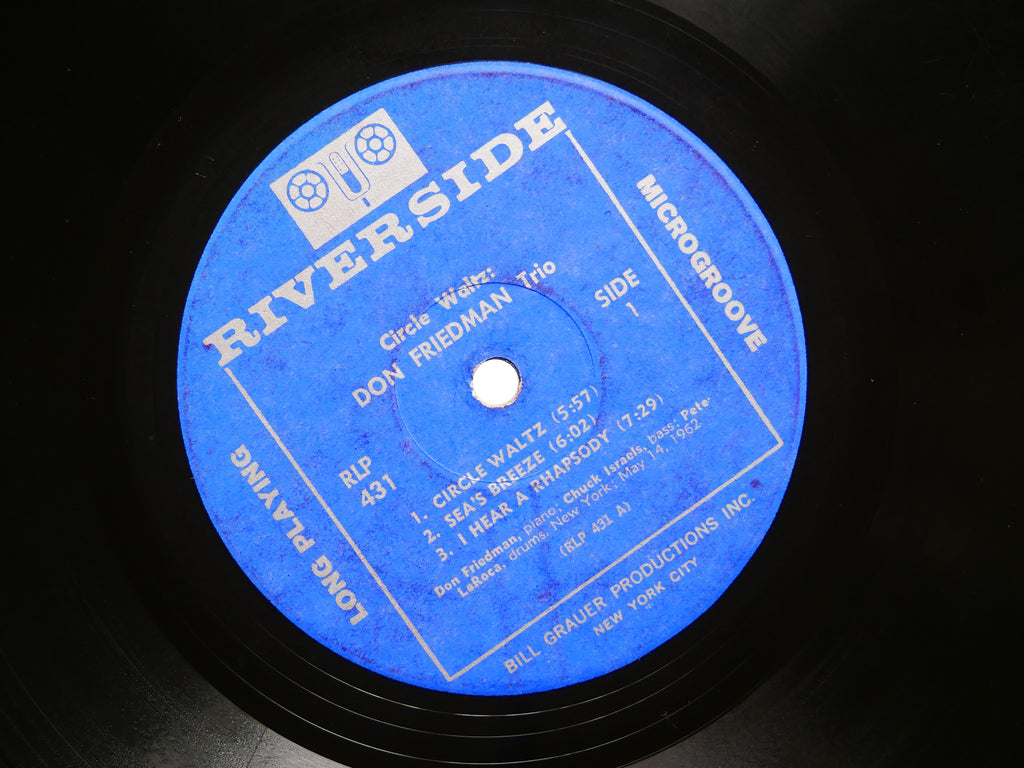 RIVERSIDE
Circle Waltz:
DON FRIEDMAN Trio
SIDE
1
MICROGROOVE
LONG PLAYING
RLP
431
1. CIRCLE WALTZ (5:57)
2. SEA'S BREEZE (6:02)
3. I HEAR A RHAPSODY (7:29)
Don Friedman, piano; Chuck Israels, bass; Pete
LaRoca, drums. New York; May 14, 1962
(RLP 431 A)
BILL GRAUER PRODUCTIONS INC.
NEW YORK CITY